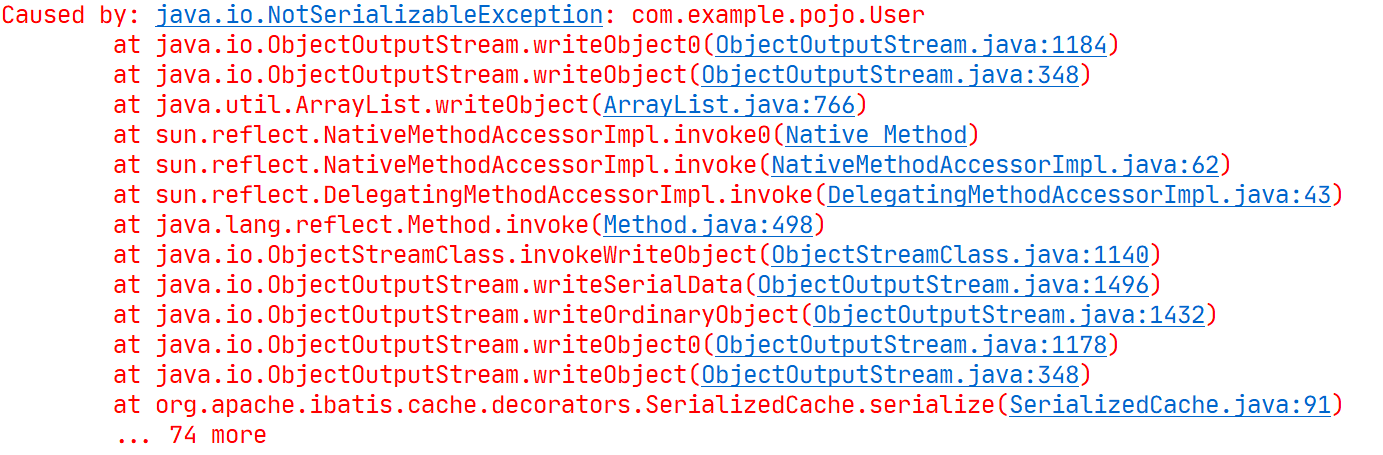 Caused by: java.io.NotSerializableException: com.example.pojo.User
at java.io.ObjectOutputStream.writeObject0(ObjectOutputStream.java:1184)
at java.io.ObjectOutputStream.writeObject(ObjectOutputStream.java:348)
at java.util.ArrayList.writeObject(ArrayList.java:766)
at sun.reflect.NativeMethodAccessorImpl.invoke0(Native Method)
at sun.reflect.NativeMethodAccessorImpl.invoke(NativeMethodAccessorImpl.java:62)
at sun.reflect.DelegatingMethodAccessorImpl.invoke(DelegatingMethodAccessorImpl.java:43)
at java.lang.reflect.Method.invoke(Method.java:498)
at java.io.ObjectStreamClass.invokeWriteObject(ObjectStreamClass.java:1140)
at java.io.ObjectOutputStream.writeSerialData(ObjectOutputStream.java:1496)
at java.io.ObjectOutputStream.writeOrdinaryObject(ObjectOutputStream.java:1432)
at java.io.ObjectOutputStream.writeObject0(ObjectOutputStream.java:1178)
at java.io.ObjectOutputStream.writeObject(ObjectOutputStream.java:348)
at org.apache.ibatis.cache.decorators.SerializedCache.serialize(SerializedCache.java:91)
... 74 more